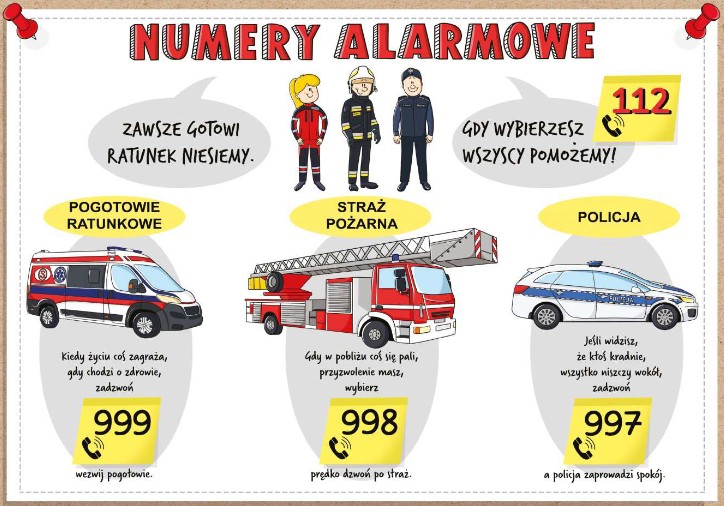 NUMERY ALARMOWE
ZAWSZE GOTOWI
RATUNEK NIESIEMY.
GDY WYBIERZESZ
112
WSZYSCY POMOŻEMY!
POGOTOWIE
RATUNKOWE
Kiedy życiu coś zagraża,
gdy chodzi o zdrowie,
zadzwoń
999
wezwij pogotowie.
STRAŻ
POŻARNA
Gdy w pobliżu coś się pali,
przyzwolenie masz,
wybierz
998
prędko dzwoń po straż.
POLICJA
POLICJA
Jeśli widzisz,
że ktoś kradnie,
wszystko niszczy wokół,
zadzwoń
997
a policja zaprowadzi spokój.